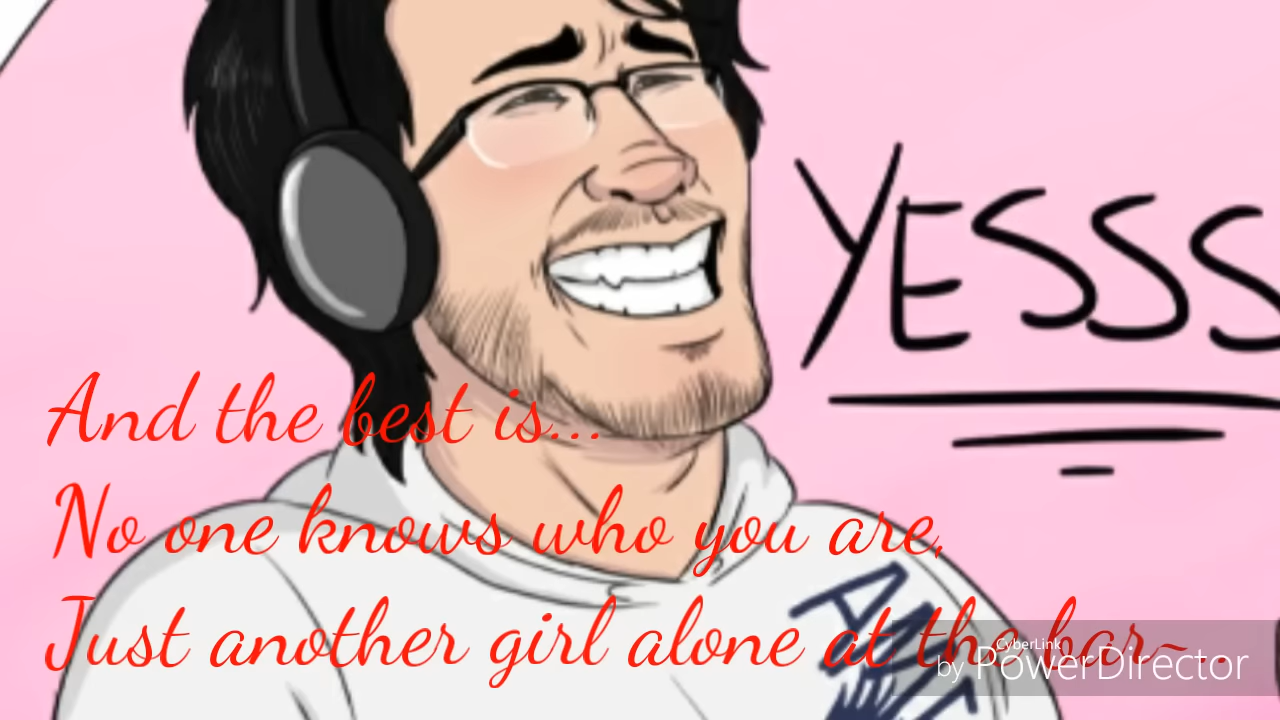 YESSS
And the best is...
No one knows who you are,
Just another girl alone at the bar~
CyberLink
by PowerDirector